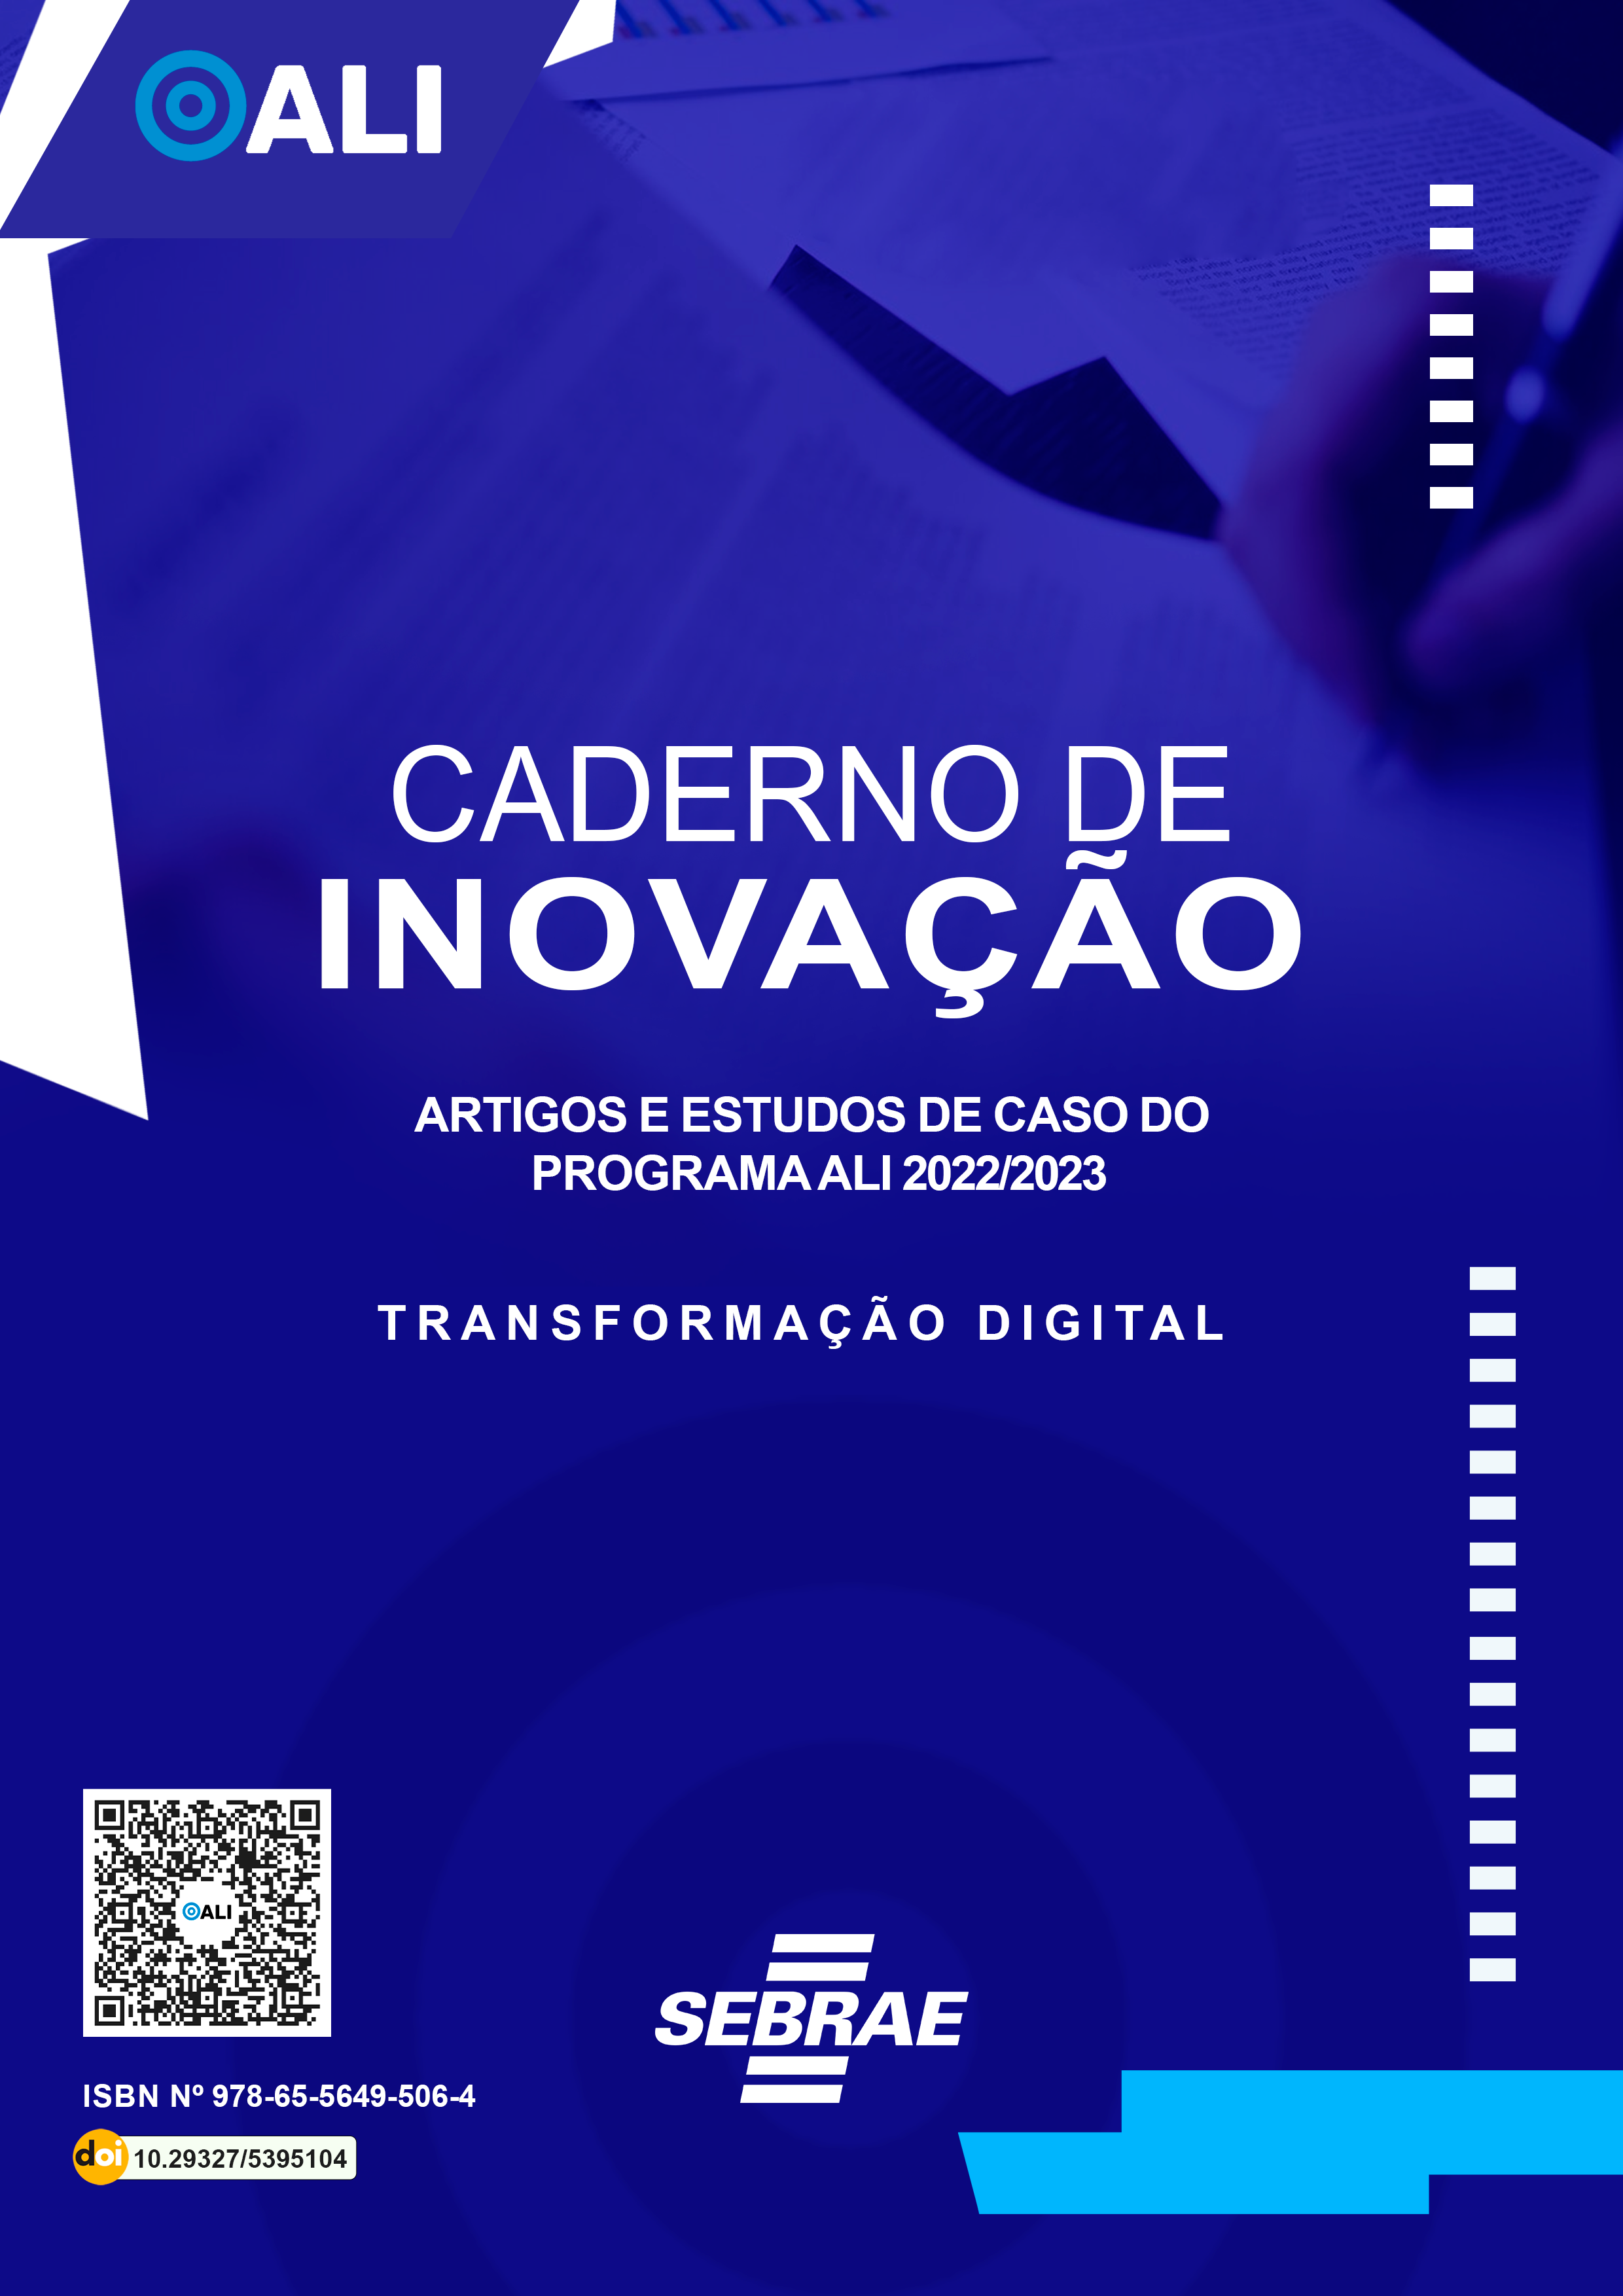 ALI
CADERNO DE
INOVAÇÃO
ARTIGOS E ESTUDOS DE CASO DO
PROGRAMA ALI 2022/2023
TRANSFORMAÇÃO DIGITAL
ALI
SEBRAE
ISBN Nº 978-65-5649-506-4
doi 10.29327/5395104